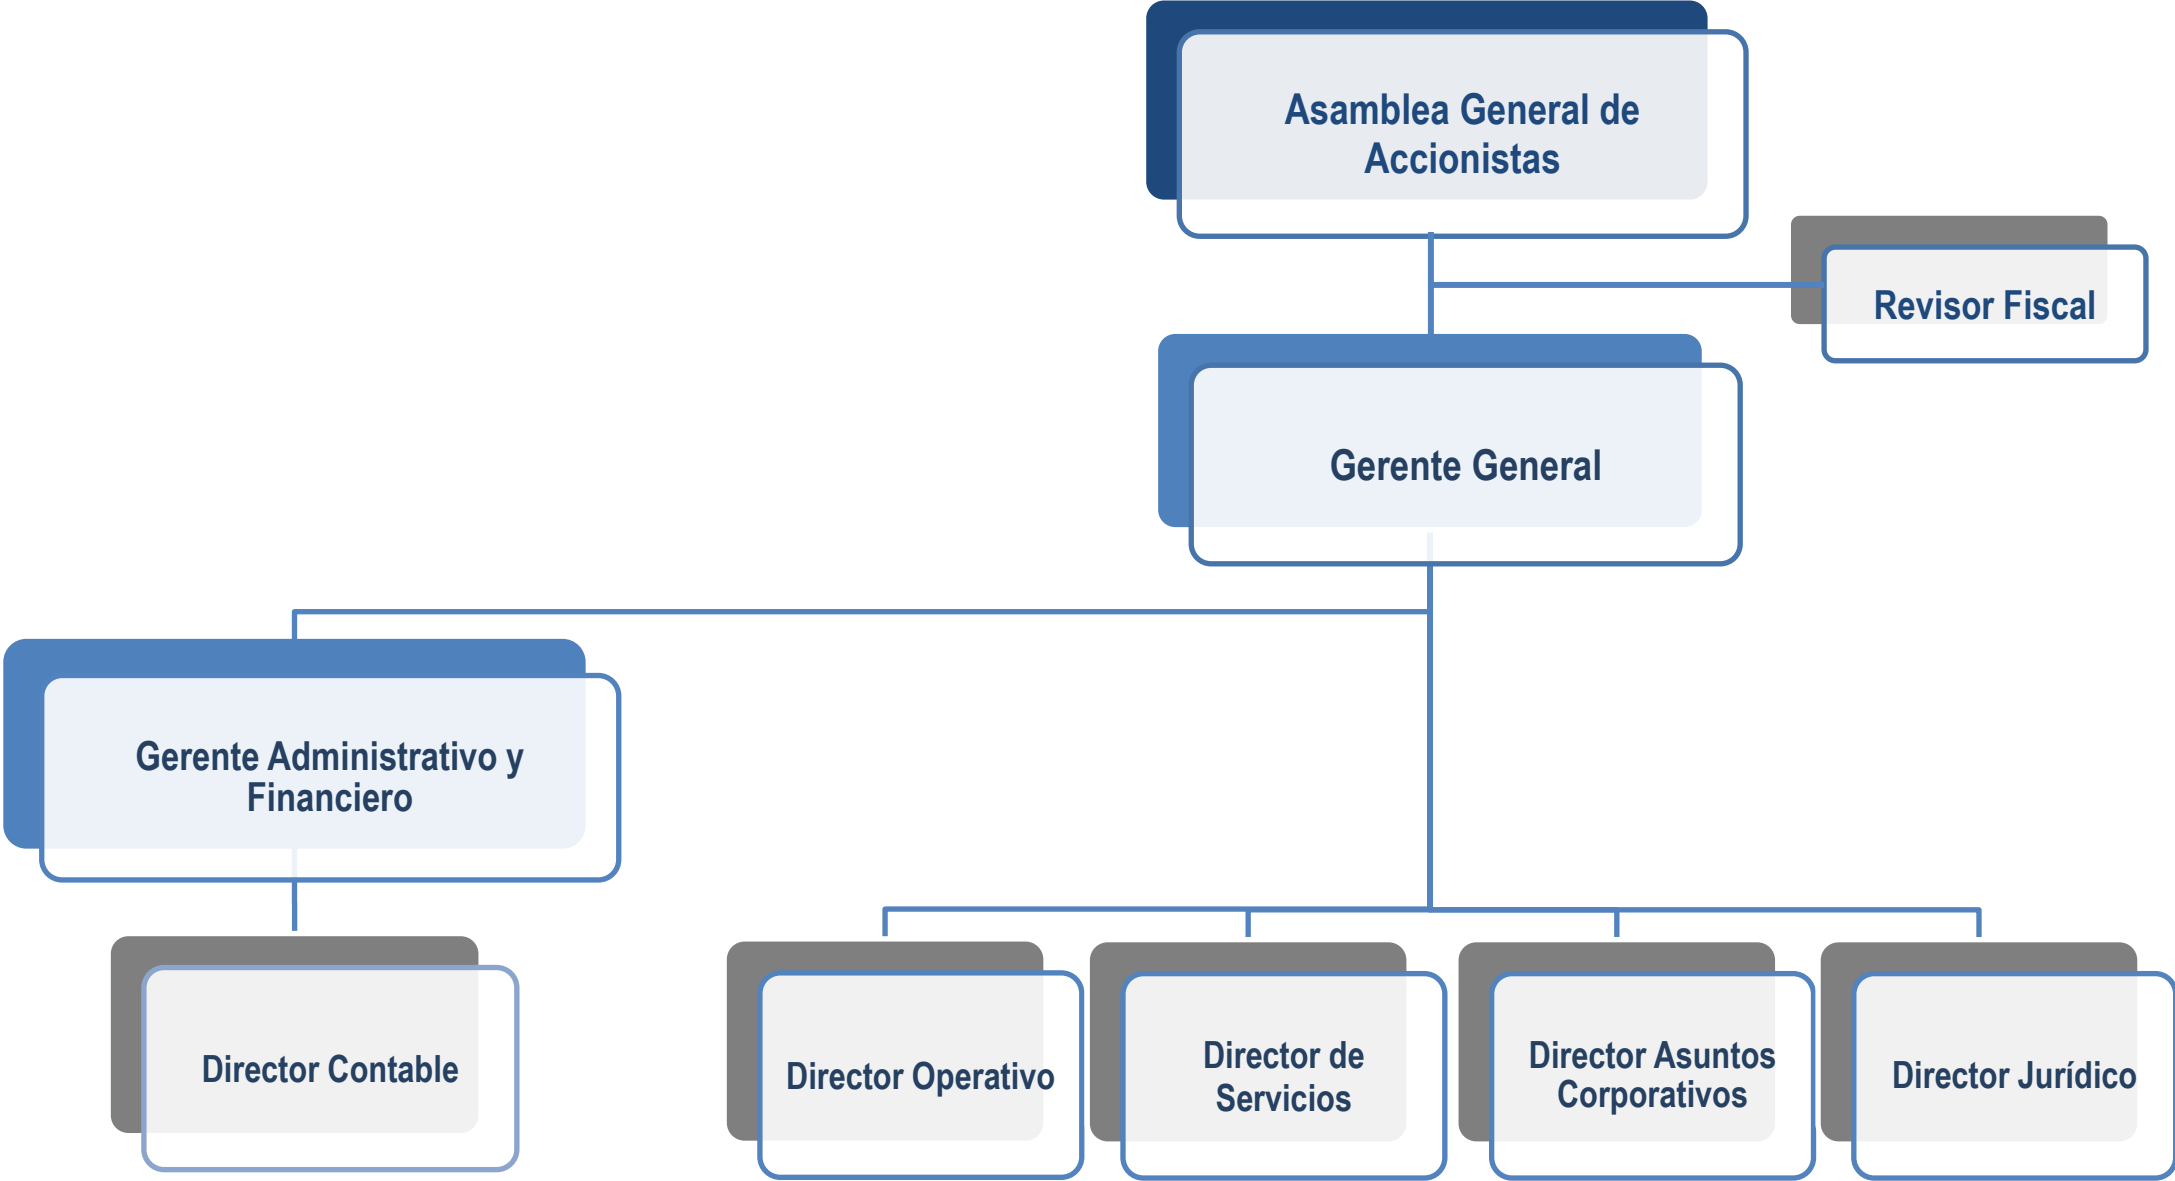 Asamblea General de
Accionistas
Revisor Fiscal
Gerente General
Gerente Administrativo y
Financiero
Director Contable
Director Operativo
Director de
Servicios
Director Asuntos
Corporativos
Director Jurídico